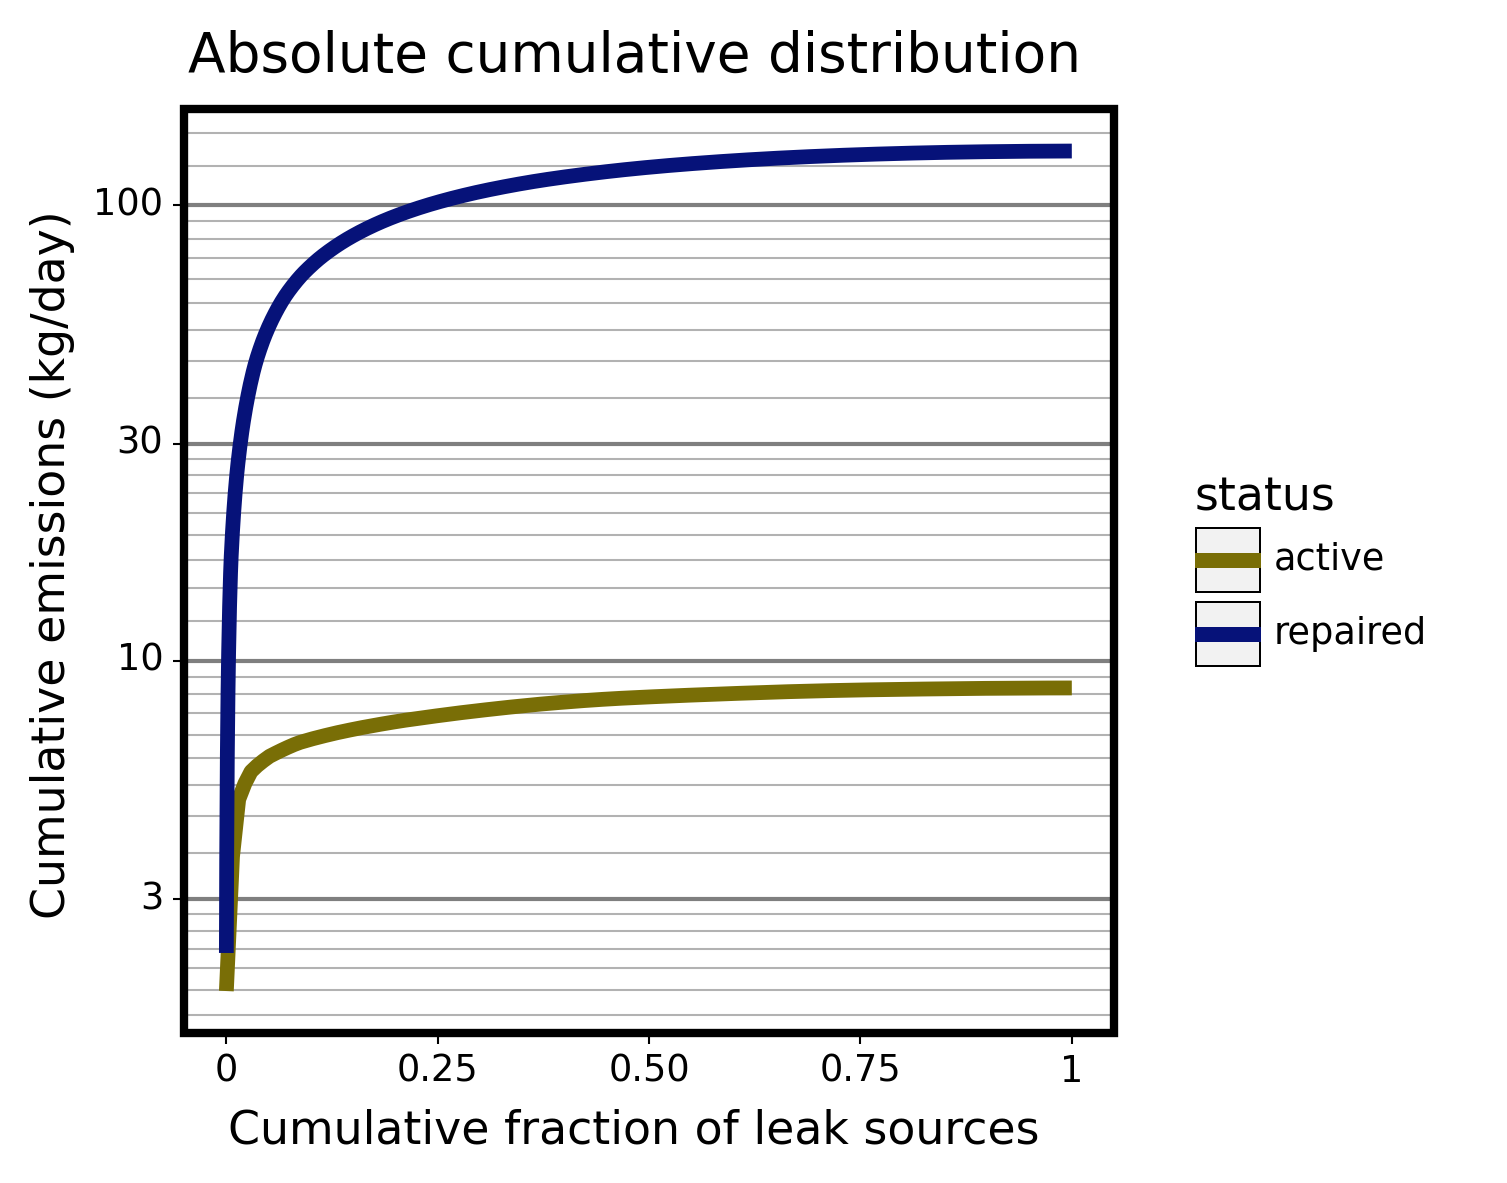 Absolute cumulative distribution
Cumulative emissions (kg/day)
100
30
10
3
0
0.25
0.50
0.75
1
Cumulative fraction of leak sources
status
active
repaired